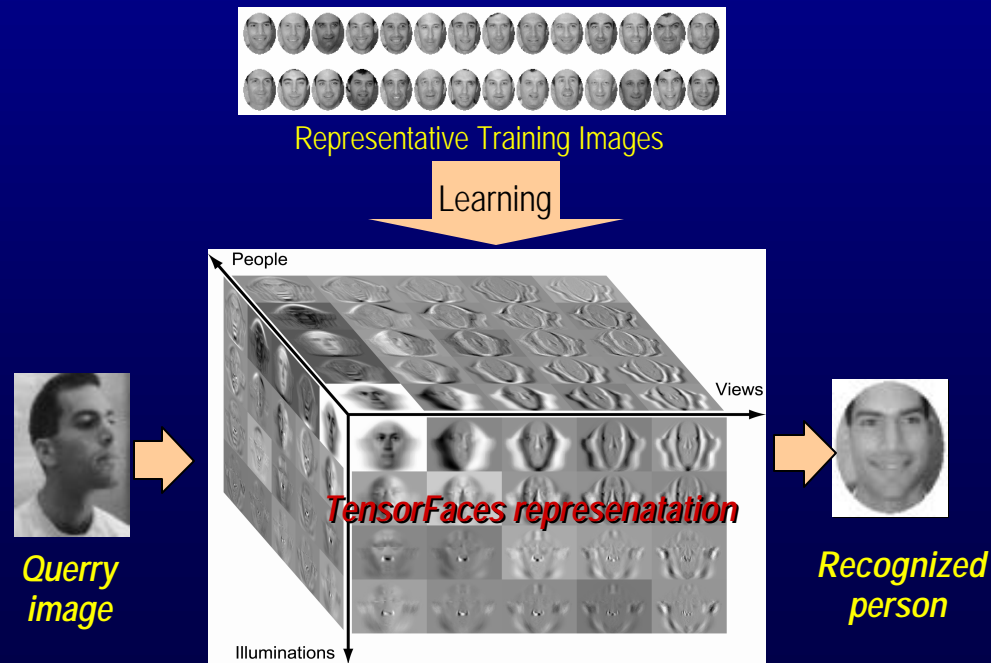 Representative Training Images
Learning
People
Views
TensorFaces represenatation
Querry
image
Recognized
person
Illuminations